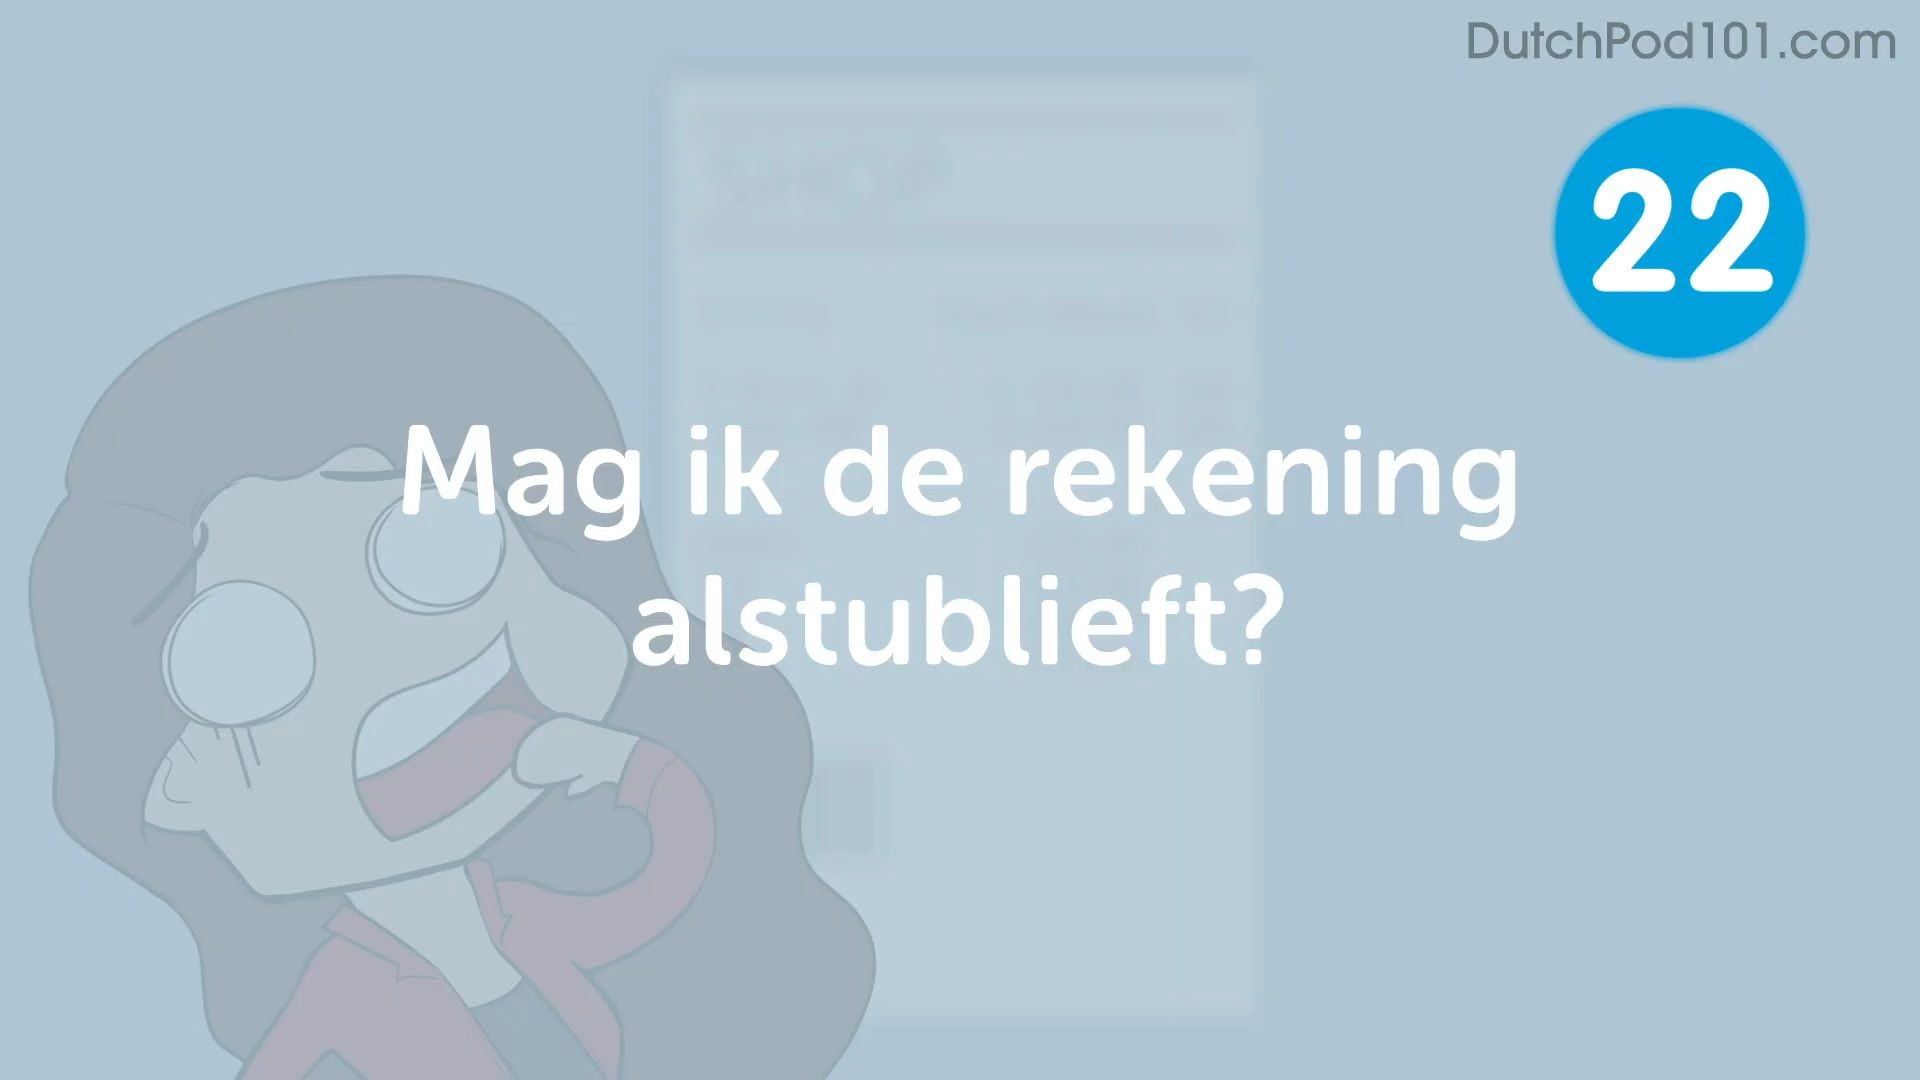 DutchPod101.com
22
Mag ik de rekening
alstublieft?